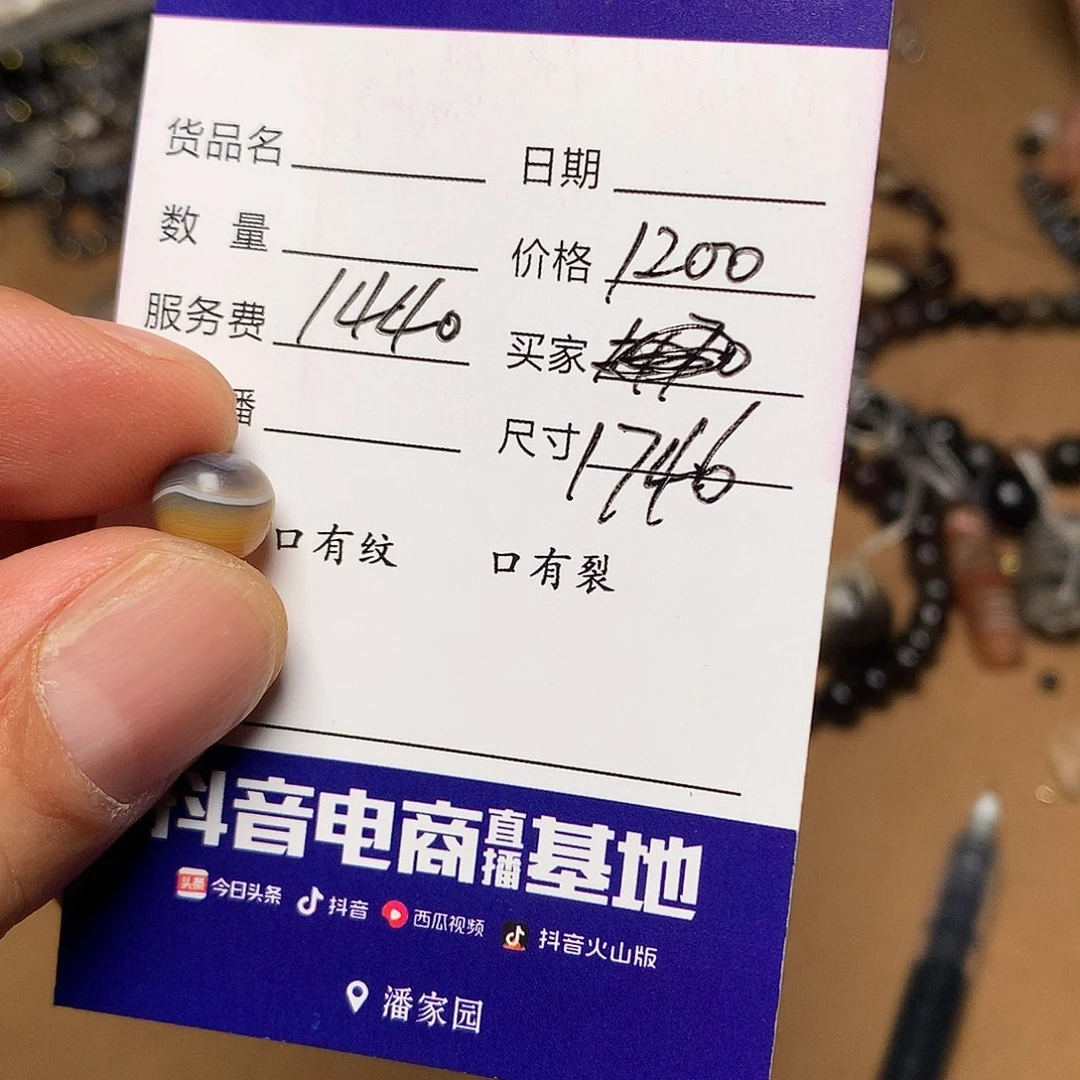 货品名 日期
数 量 价格 1200
服务费 1440 买家
播 尺寸 1746
口有纹 口有裂
抖音电商直播基地
头条 今日头条 抖音 西瓜视频 抖音火山版
潘家园